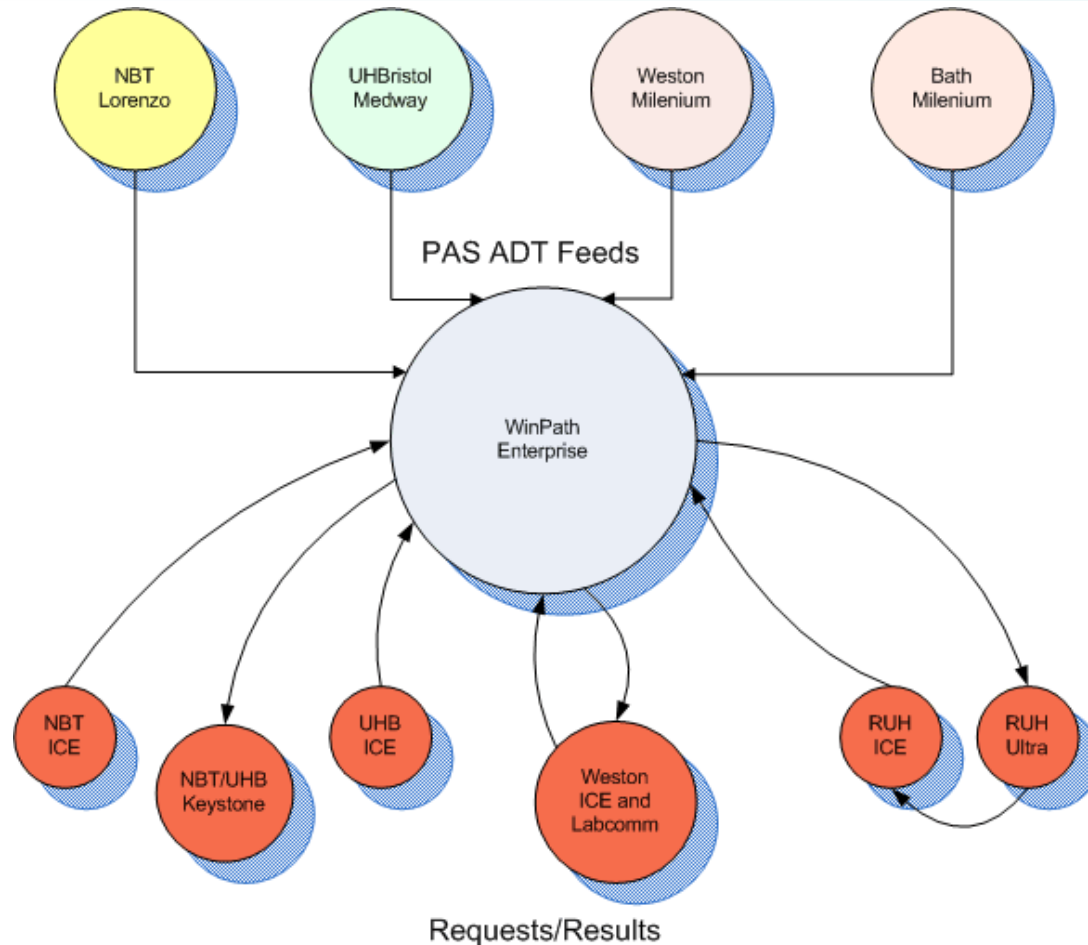 NBT
Lorenzo
UHBristol
Medway
Weston
Milenium
Bath
Milenium
PAS ADT Feeds
WinPath
Enterprise
NBT
ICE
NBT/UHB
Keystone
UHB
ICE
Weston
ICE and
Labcomm
RUH
ICE
RUH
Ultra
Requests/Results